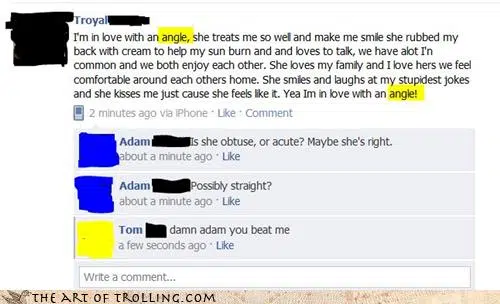 Troyal
I'm in love with an angle, she treats me so well and make me smile she rubbed my
back with cream to help my sun burn and and loves to talk, we have alot I'n
common and we both enjoy each other. She loves my family and I love hers we feel
comfortable around each others home. She smiles and laughs at my stupidest jokes
and she kisses me just cause she feels like it. Yea Im in love with an angle!
2 minutes ago via iPhone · Like · Comment
Adam Is she obtuse, or acute? Maybe she's right.
about a minute ago · Like
Adam Possibly straight?
about a minute ago · Like
Tom damn adam you beat me
a few seconds ago · Like
Write a comment...
THE ART OF TROLLING.COM